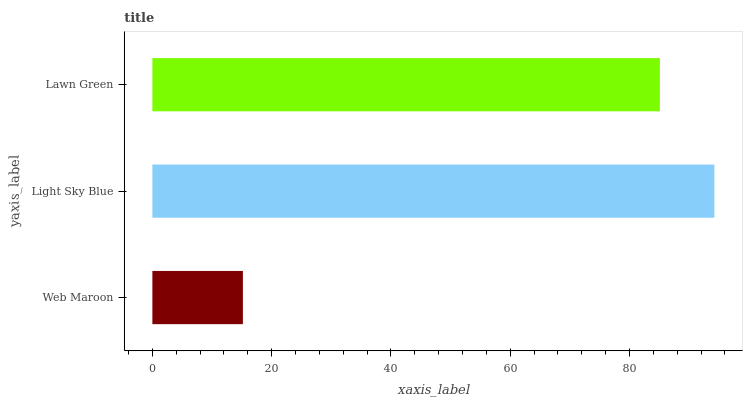 title
Lawn Green
Light Sky Blue
Web Maroon
yaxis_label
0 20 40 60 80
xaxis_label